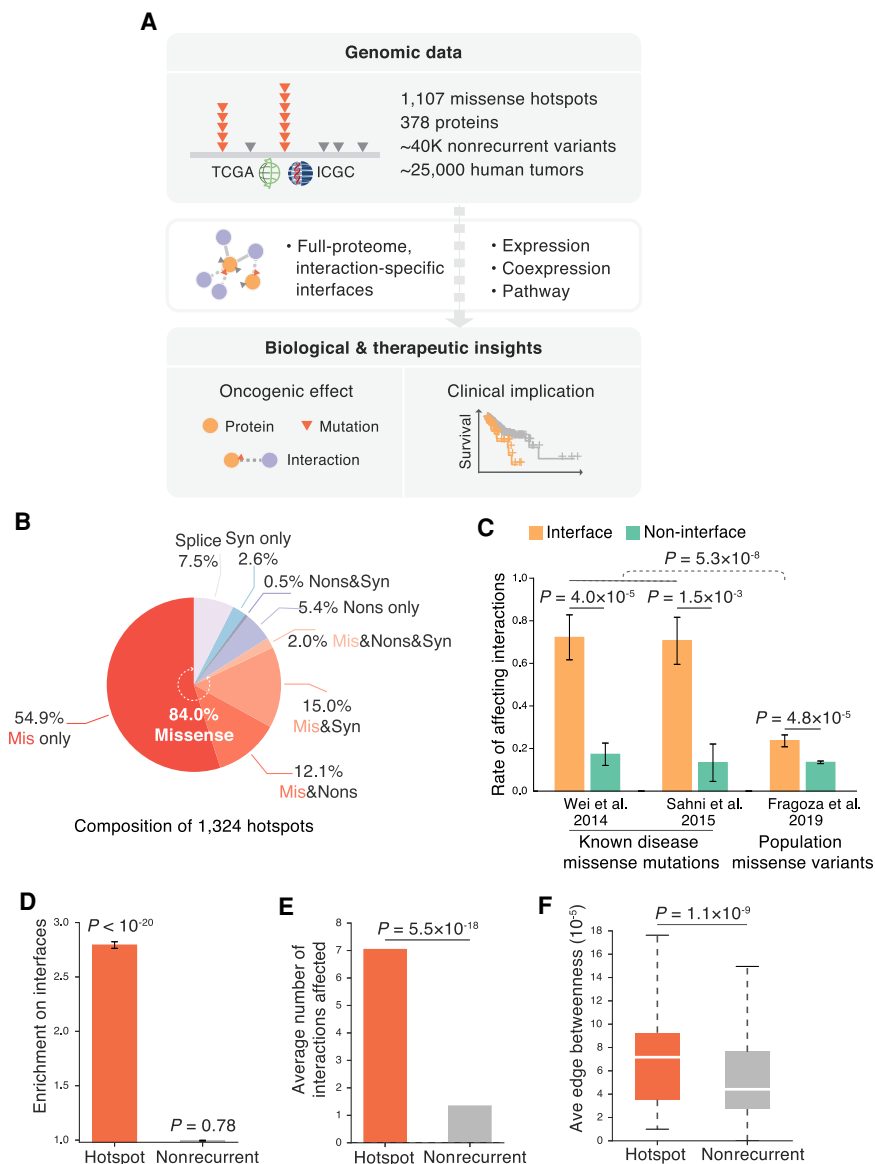 A
Genomic data
1,107 missense hotspots
378 proteins
~40K nonrecurrent variants
~25,000 human tumors
TCGA
ICGC
• Full-proteome,
interaction-specific
interfaces
• Expression
• Coexpression
• Pathway
Biological & therapeutic insights
Oncogenic effect
Protein
Mutation
Interaction
Clinical implication
Survival
B
Splice
7.5%
Syn only
2.6%
0.5% Nons&Syn
5.4% Nons only
2.0% Mis&Nons&Syn
15.0%
Mis&Syn
12.1%
Mis&Nons
54.9%
Mis only
84.0%
Missense
Composition of 1,324 hotspots
C
Interface
Non-interface
P = 5.3×10-8
P = 4.0×10-5
P = 1.5×10-3
P = 4.8×10-5
Rate of affecting interactions
1.0
0.8
0.6
0.4
0.2
0.0
Wei et al.
2014
Sahni et al.
2015
Fragoza et al.
2019
Known disease
missense mutations
Population
missense variants
D
Enrichment on interfaces
3.0
2.5
2.0
1.5
1.0
P < 10-20
P = 0.78
Hotspot
Nonrecurrent
E
Average number of
interactions affected
8
7
6
5
4
3
2
1
0
P = 5.5×10-18
Hotspot
Nonrecurrent
F
Ave edge betweenness (10-5)
18
16
14
12
10
8
6
4
2
0
P = 1.1×10-9
Hotspot
Nonrecurrent